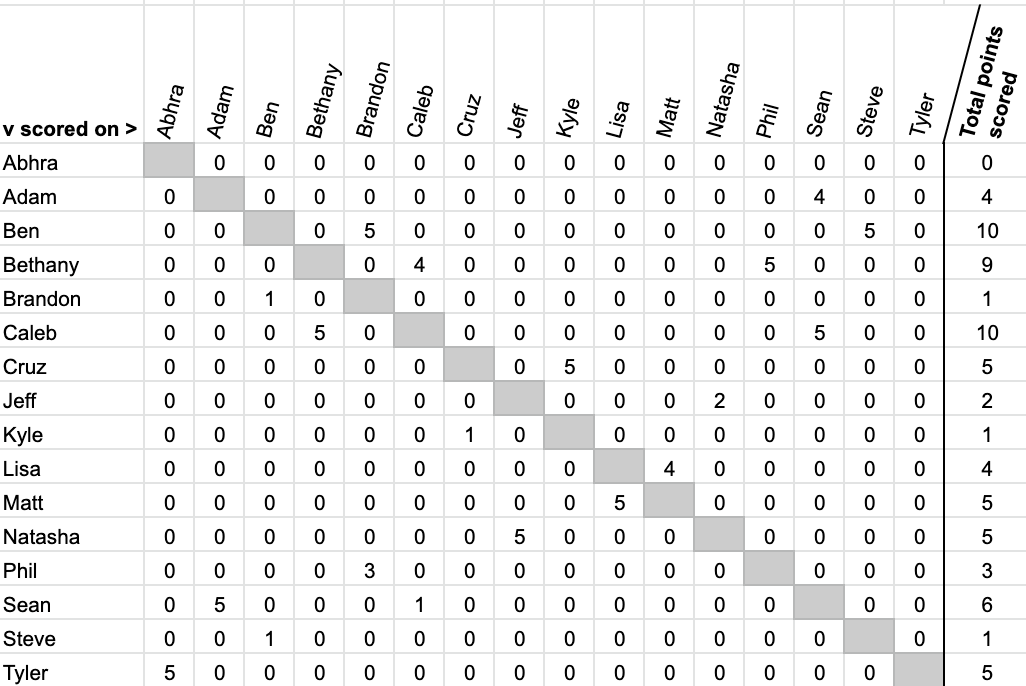 v scored on > Abhra Adam Ben Bethany Brandon Caleb Cruz Jeff Kyle Lisa Matt Natasha Phil Sean Steve Tyler Total points scored
Abhra 0 0 0 0 0 0 0 0 0 0 0 0 0 0 0 0
Adam 0 0 0 0 0 0 0 0 0 0 0 0 4 0 0 4
Ben 0 0 0 5 0 0 0 0 0 0 0 0 0 5 0 10
Bethany 0 0 0 0 4 0 0 0 0 0 0 5 0 0 0 9
Brandon 0 0 1 0 0 0 0 0 0 0 0 0 0 0 0 1
Caleb 0 0 0 5 0 0 0 0 0 0 0 0 5 0 0 10
Cruz 0 0 0 0 0 0 0 5 0 0 0 0 0 0 0 5
Jeff 0 0 0 0 0 0 0 0 0 0 2 0 0 0 0 2
Kyle 0 0 0 0 0 0 1 0 0 0 0 0 0 0 0 1
Lisa 0 0 0 0 0 0 0 0 0 4 0 0 0 0 0 4
Matt 0 0 0 0 0 0 0 0 0 5 0 0 0 0 0 5
Natasha 0 0 0 0 0 0 0 5 0 0 0 0 0 0 0 5
Phil 0 0 0 0 3 0 0 0 0 0 0 0 0 0 0 3
Sean 0 5 0 0 0 1 0 0 0 0 0 0 0 0 0 6
Steve 0 0 1 0 0 0 0 0 0 0 0 0 0 0 0 1
Tyler 5 0 0 0 0 0 0 0 0 0 0 0 0 0 0 5